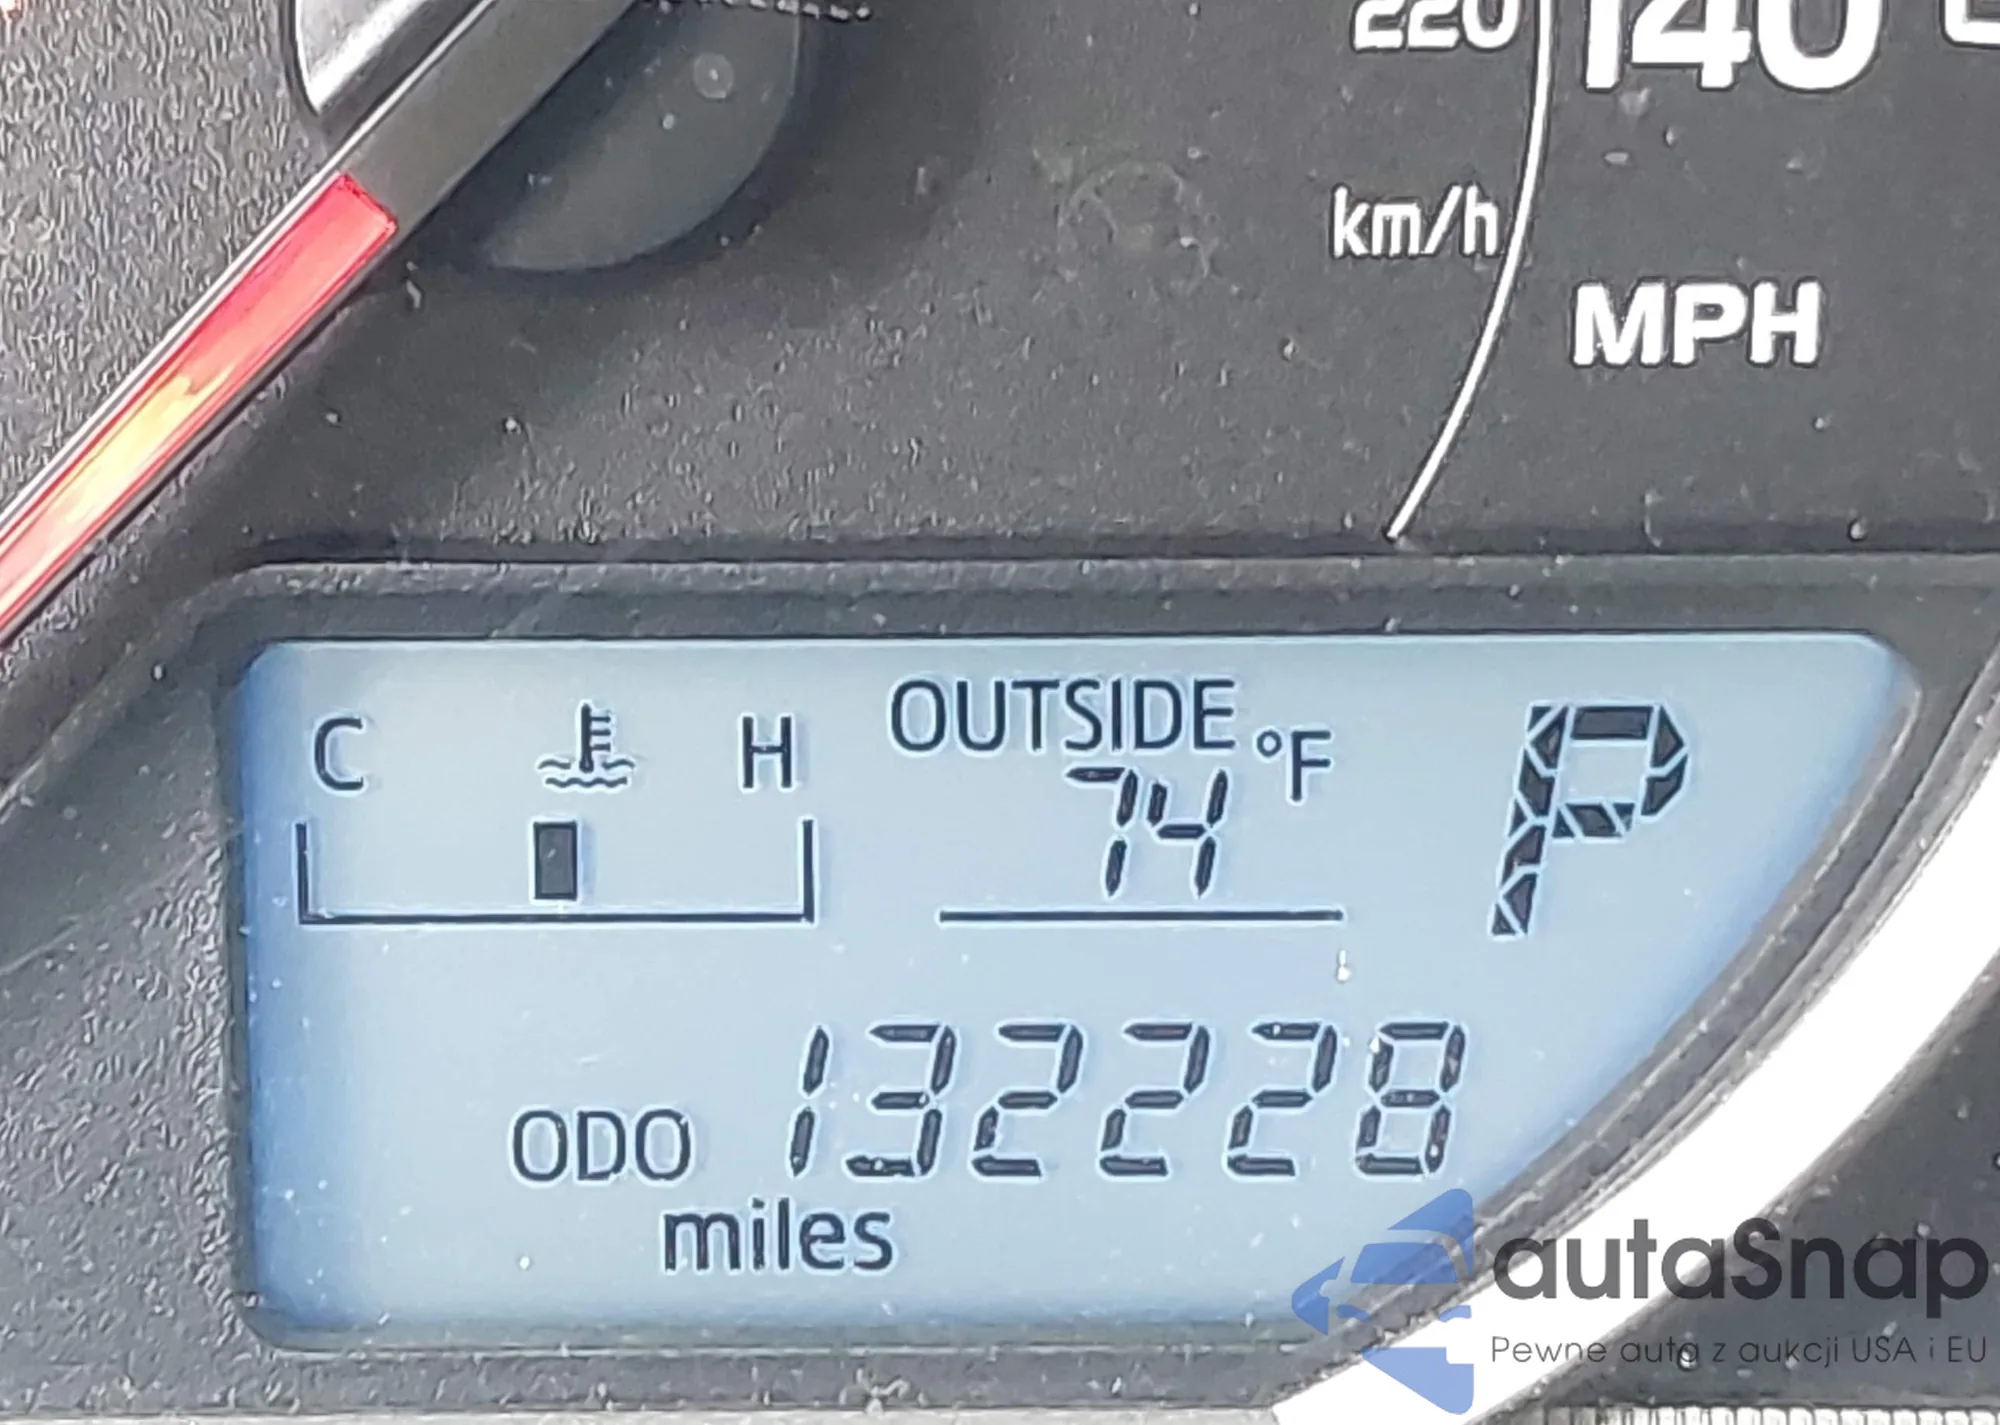 220 140
km/h
MPH
C H OUTSIDE °F P
74
ODO 132228
miles
autaSnap
Pewne auta z aukcji USA i EU